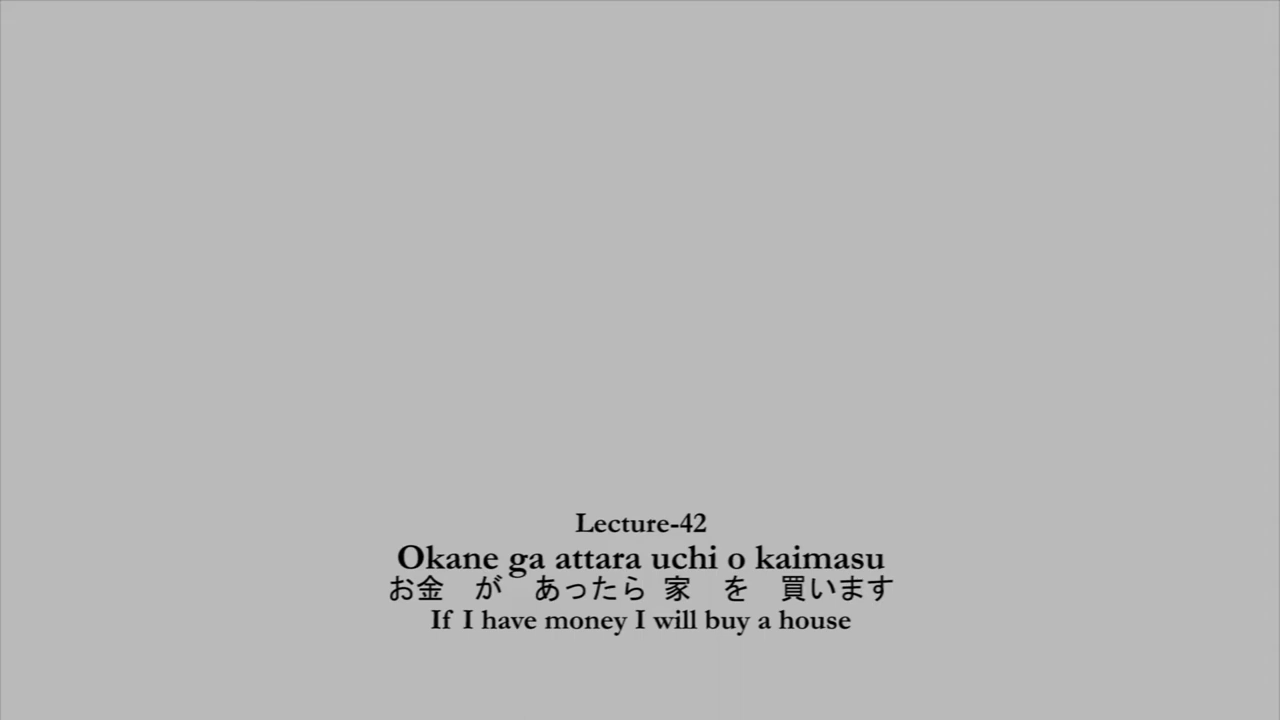 Lecture-42
Okane ga attara uchi o kaimasu
お金　が　あったら 家　を　買います
If I have money I will buy a house